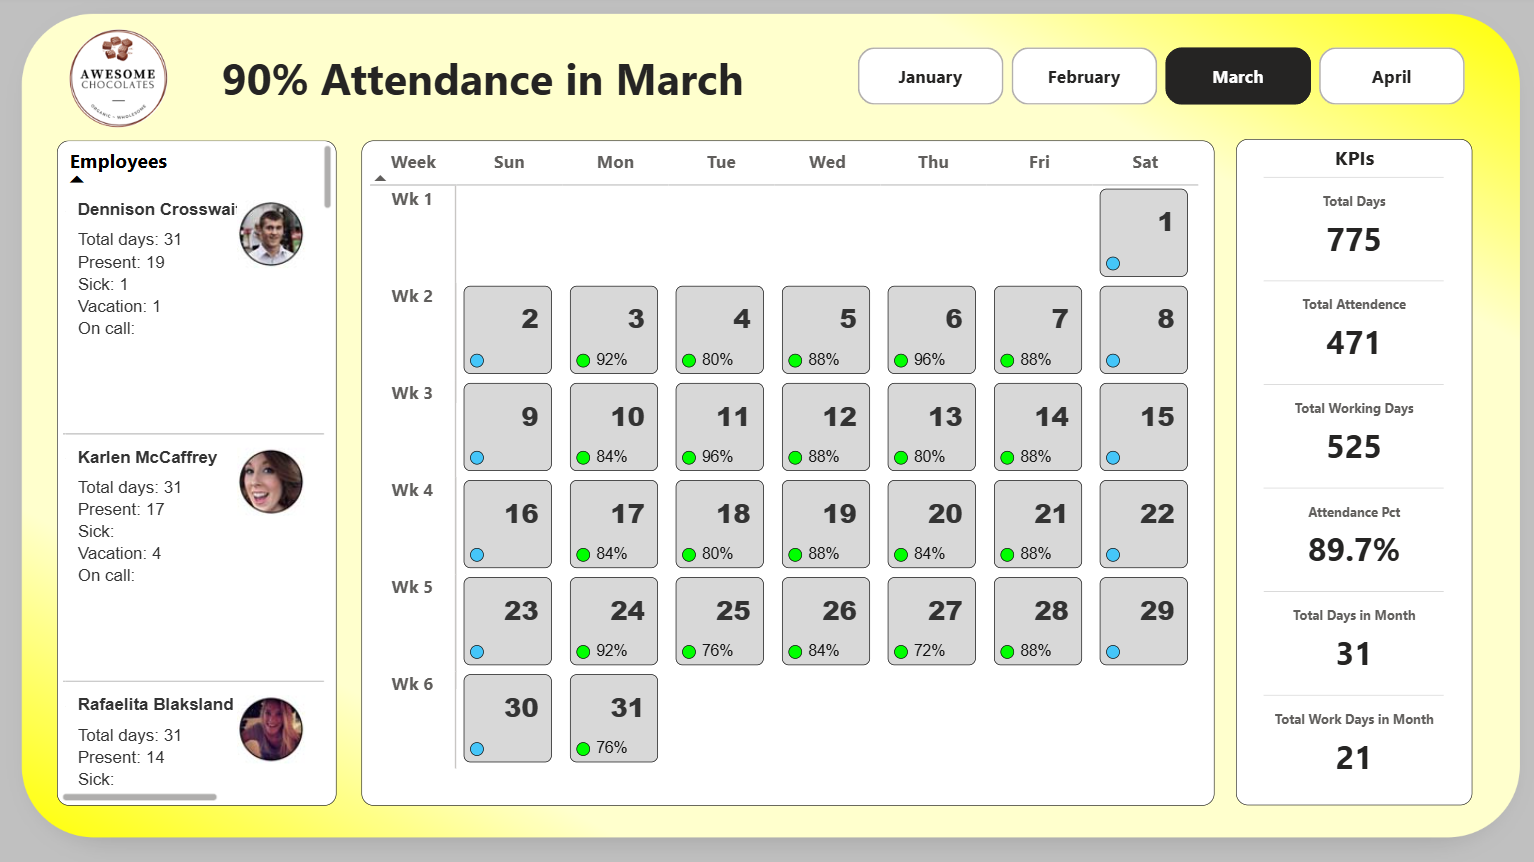 AWESOME
CHOCOLATES
ORGANIC • WHOLESOME
90% Attendance in March
January
February
March
April
Employees
Dennison Crosswai
Total days: 31
Present: 19
Sick: 1
Vacation: 1
On call:
Karlen McCaffrey
Total days: 31
Present: 17
Sick:
Vacation: 4
On call:
Rafaelita Blaksland
Total days: 31
Present: 14
Sick:
Week Sun Mon Tue Wed Thu Fri Sat
Wk 1
1
Wk 2
2 3 4 5 6 7 8
92% 80% 88% 96% 88%
Wk 3
9 10 11 12 13 14 15
84% 96% 88% 80% 88%
Wk 4
16 17 18 19 20 21 22
84% 80% 88% 84% 88%
Wk 5
23 24 25 26 27 28 29
92% 76% 84% 72% 88%
Wk 6
30 31
76%
KPIs
Total Days
775
Total Attendence
471
Total Working Days
525
Attendance Pct
89.7%
Total Days in Month
31
Total Work Days in Month
21